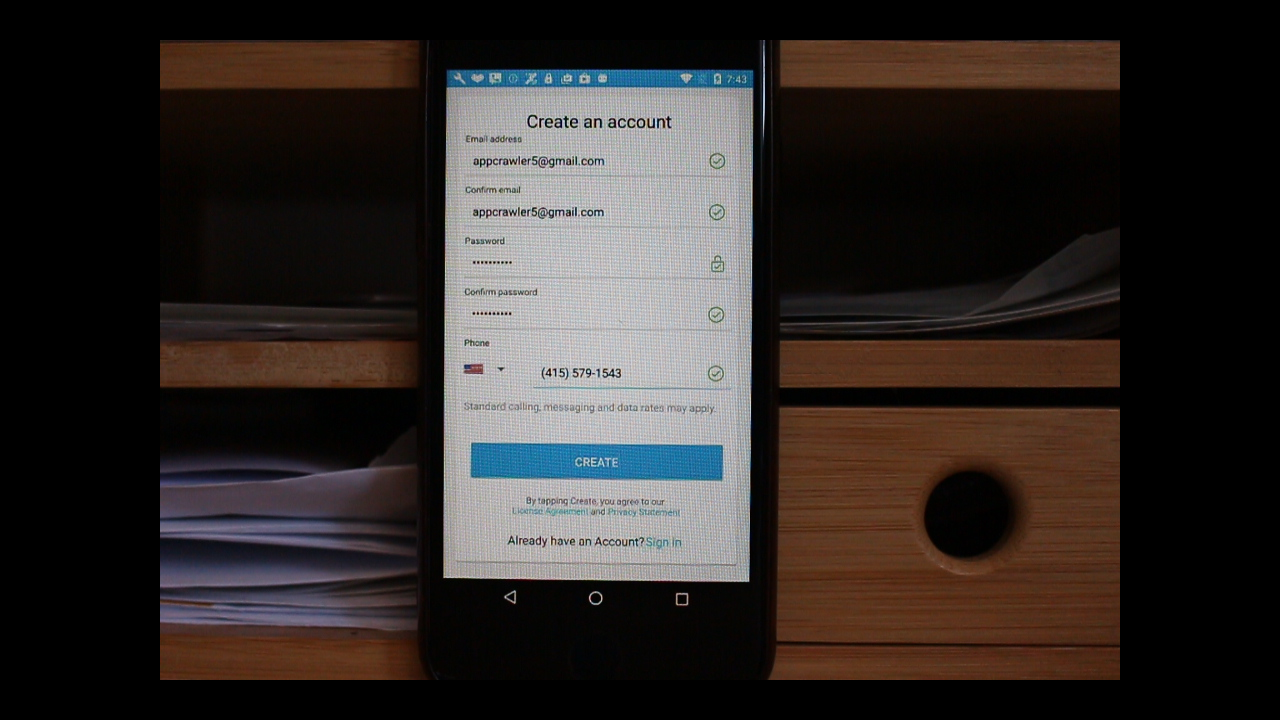 7:43
Create an account
Email address
appcrawler5@gmail.com
Confirm email
appcrawler5@gmail.com
Password
••••••••••
Confirm password
••••••••••
Phone
(415) 579-1543
Standard calling, messaging and data rates may apply.
CREATE
By tapping Create, you agree to our
License Agreement and Privacy Statement
Already have an Account? Sign in